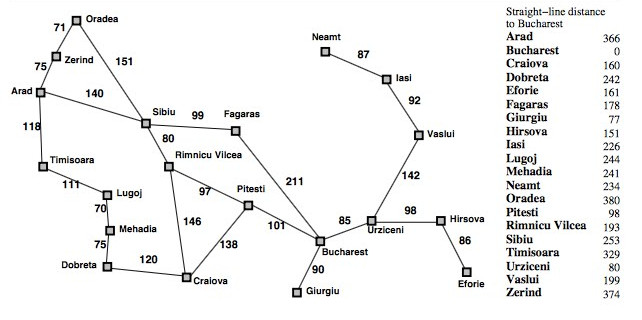 Oradea
71
Zerind
75
151
Arad
140
Sibiu
99
Fagaras
118
80
Rimnicu Vilcea
Timisoara
111
Lugoj
70
Mehadia
75
Dobreta
120
Craiova
146
97
Pitesti
138
101
211
Bucharest
90
Giurgiu
85
Urziceni
98
Hirsova
86
Eforie
142
Vaslui
92
Iasi
87
Neamt
Straight–line distance
to Bucharest
Arad 366
Bucharest 0
Craiova 160
Dobreta 242
Eforie 161
Fagaras 178
Giurgiu 77
Hirsova 151
Iasi 226
Lugoj 244
Mehadia 241
Neamt 234
Oradea 380
Pitesti 98
Rimnicu Vilcea 193
Sibiu 253
Timisoara 329
Urziceni 80
Vaslui 199
Zerind 374